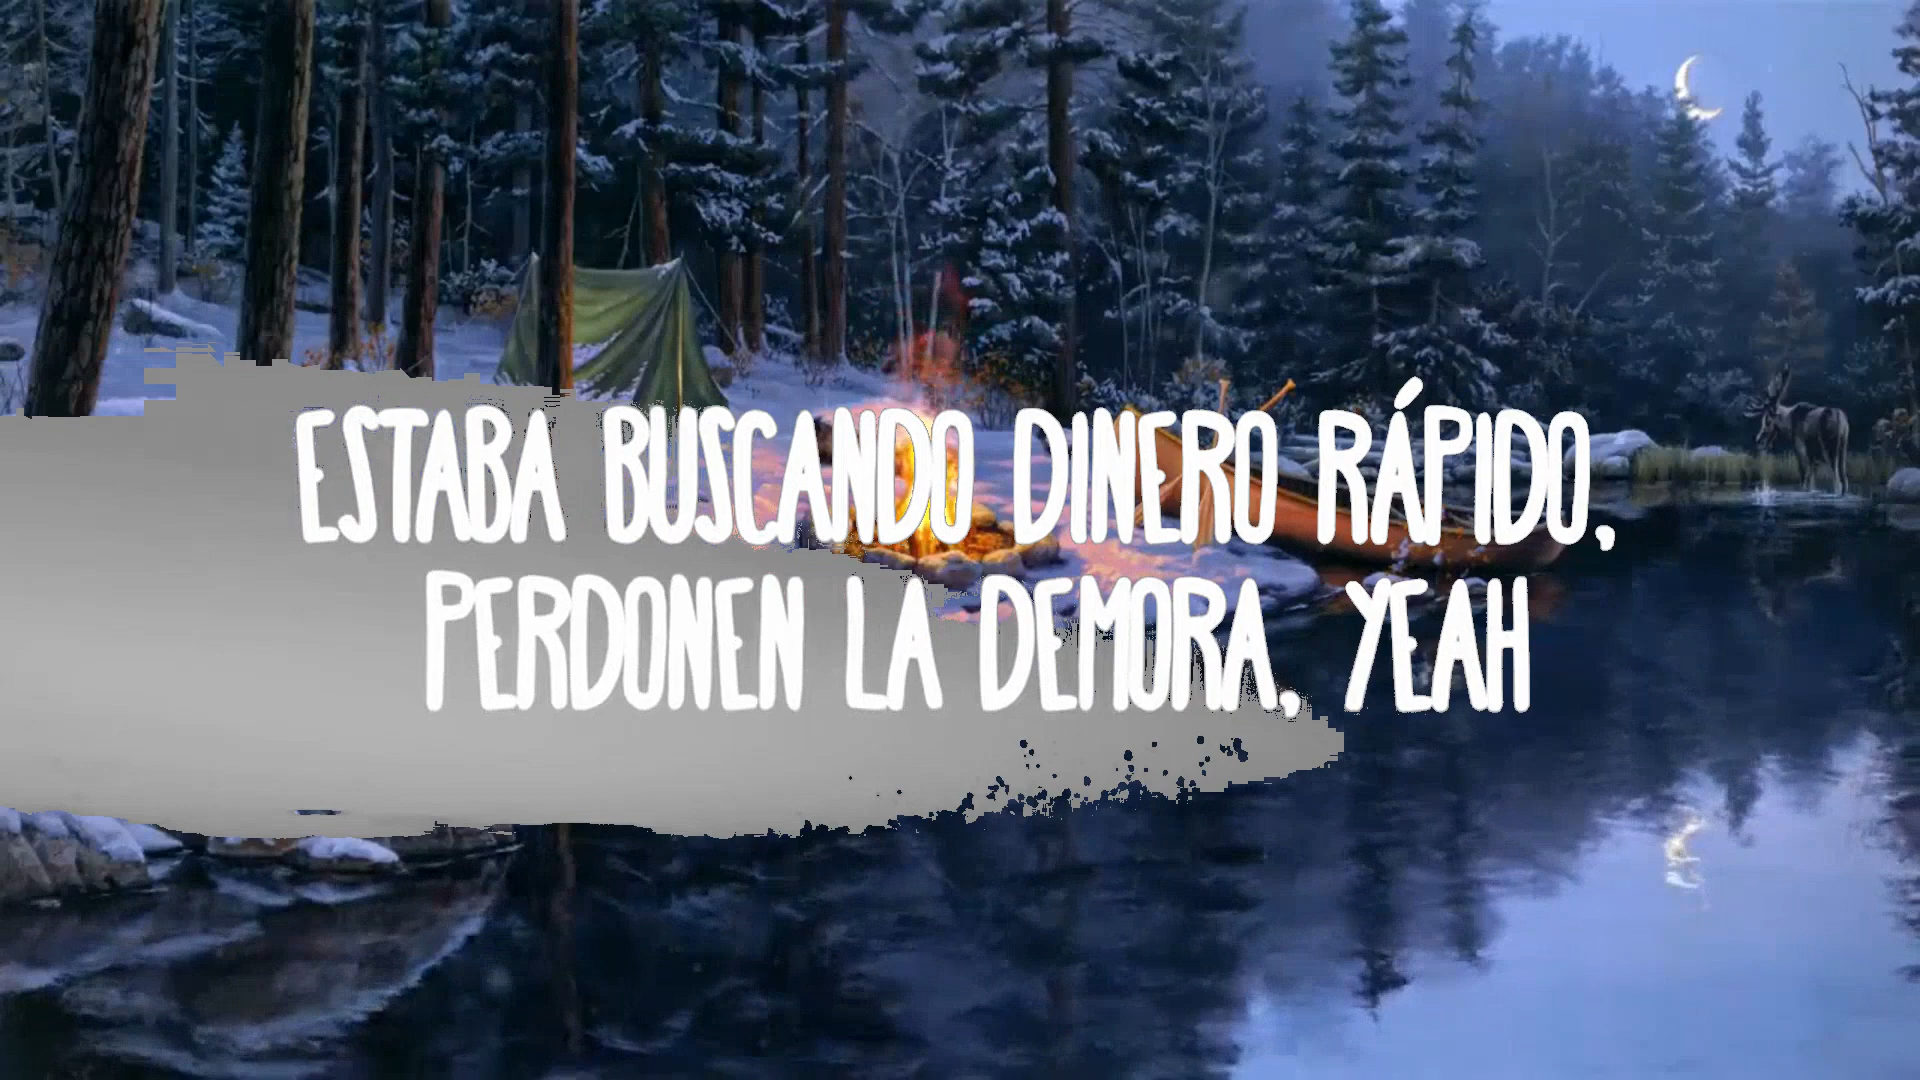 ESTABA BUSCANDO DINERO RÁPIDO,
PERDONEN LA DEMORA, YEAH